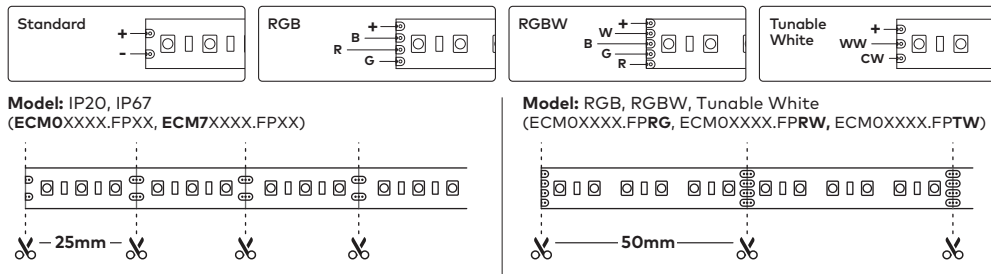 Standard
+
-
RGB
+
B
R
G
RGBW
+
W
B
G
R
Tunable
White
+
WW
CW
Model: IP20, IP67
(ECM0XXXX.FPXX, ECM7XXXX.FPXX)
25mm
Model: RGB, RGBW, Tunable White
(ECM0XXXX.FPRG, ECM0XXXX.FPRW, ECM0XXXX.FPTW)
50mm